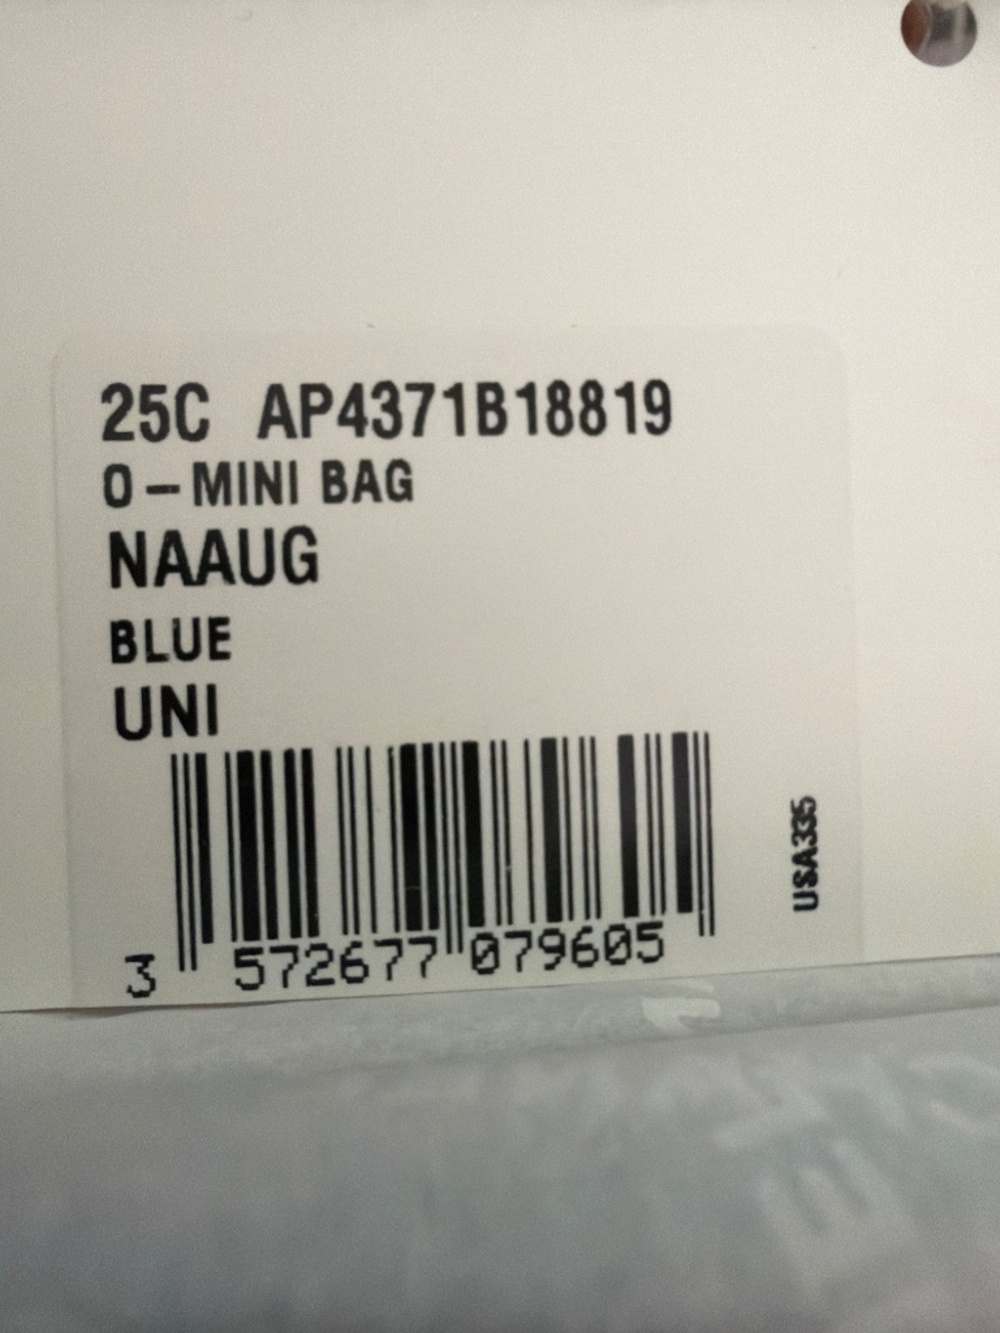 25C AP4371B18819
O – MINI BAG
NAAUG
BLUE
UNI
3 572677 079605
USA335